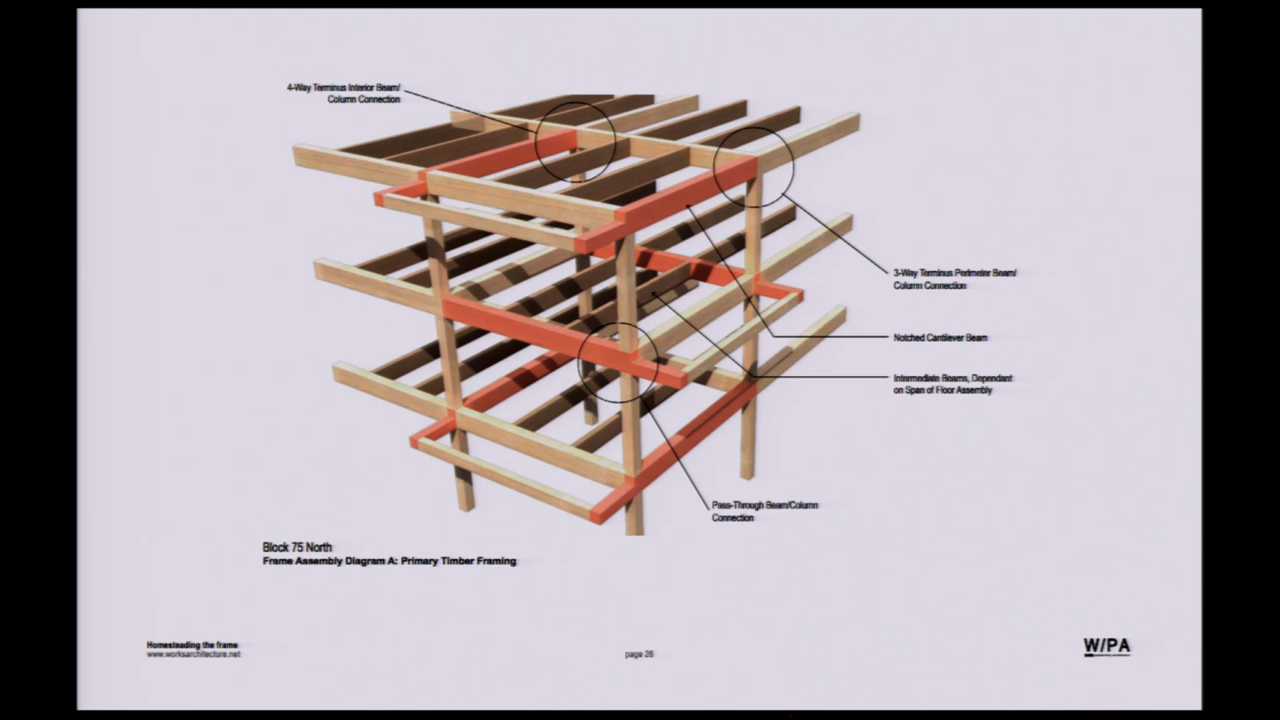 4-Way Terminus Interior Beam/
Column Connection
3-Way Terminus Perimeter Beam/
Column Connection
Notched Cantilever Beam
Intermediate Beams, Dependant
on Span of Floor Assembly
Pass-Through Beam/Column
Connection
Block 75 North
Frame Assembly Diagram A: Primary Timber Framing
Homesteading the frame
www.worksarchitecture.net
page 26
W/PA